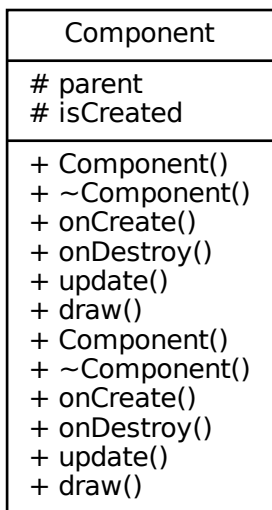 Component
# parent
# isCreated
+ Component()
+ ~Component()
+ onCreate()
+ onDestroy()
+ update()
+ draw()
+ Component()
+ ~Component()
+ onCreate()
+ onDestroy()
+ update()
+ draw()